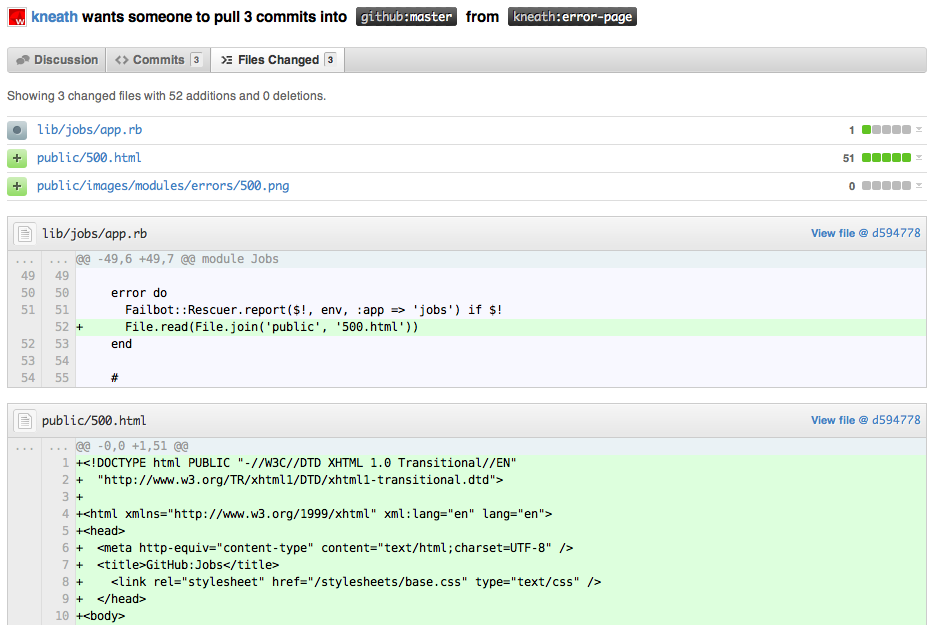 kneath wants someone to pull 3 commits into github:master from kneath:error-page
Discussion Commits 3 Files Changed 3
Showing 3 changed files with 52 additions and 0 deletions.
lib/jobs/app.rb 1
+ public/500.html 51
+ public/images/modules/errors/500.png 0
lib/jobs/app.rb View file @ d594778
... ... @@ -49,6 +49,7 @@ module Jobs
49 49
50 50 error do
51 51 Failbot::Rescuer.report($!, env, :app => 'jobs') if $!
52 + File.read(File.join('public', '500.html'))
52 53 end
53 54
54 55 #
public/500.html View file @ d594778
... ... @@ -0,0 +1,51 @@
1 +<!DOCTYPE html PUBLIC "-//W3C//DTD XHTML 1.0 Transitional//EN"
2 + "http://www.w3.org/TR/xhtml1/DTD/xhtml1-transitional.dtd">
3 +
4 +<html xmlns="http://www.w3.org/1999/xhtml" xml:lang="en" lang="en">
5 +<head>
6 + <meta http-equiv="content-type" content="text/html;charset=UTF-8" />
7 + <title>GitHub:Jobs</title>
8 + <link rel="stylesheet" href="/stylesheets/base.css" type="text/css" />
9 + </head>
10 +<body>